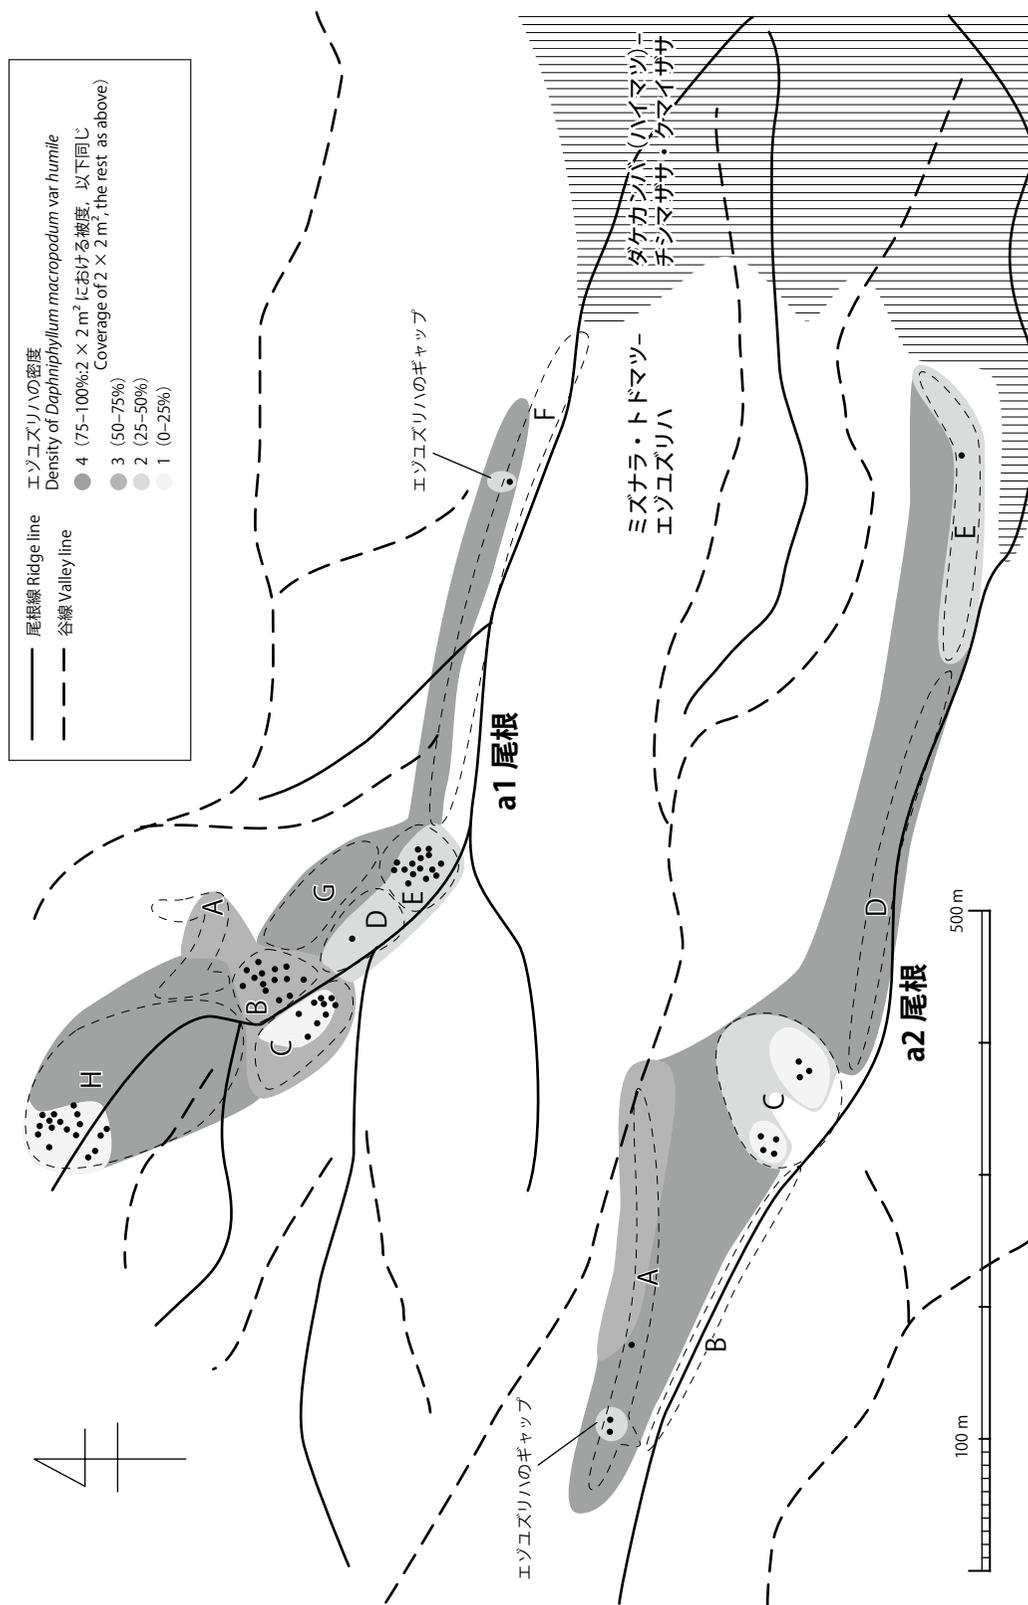 尾根線 Ridge line
谷線 Valley line
エゾユズリハの密度
Density of Daphniphyllum macropodum var humile
4（75–100%:2 × 2 m² における被度，以下同じ
Coverage of 2 × 2 m², the rest as above）
3（50–75%）
2（25–50%）
1（0–25%）
エゾユズリハのギャップ
ダケカンバ（ハイマツ）–
チシマザサ・クマイザサ
ミズナラ・トドマツ–
エゾユズリハ
a1 尾根
A
B
C
D
E
F
G
H
a2 尾根
A
B
C
D
E
エゾユズリハのギャップ
4
100 m
500 m